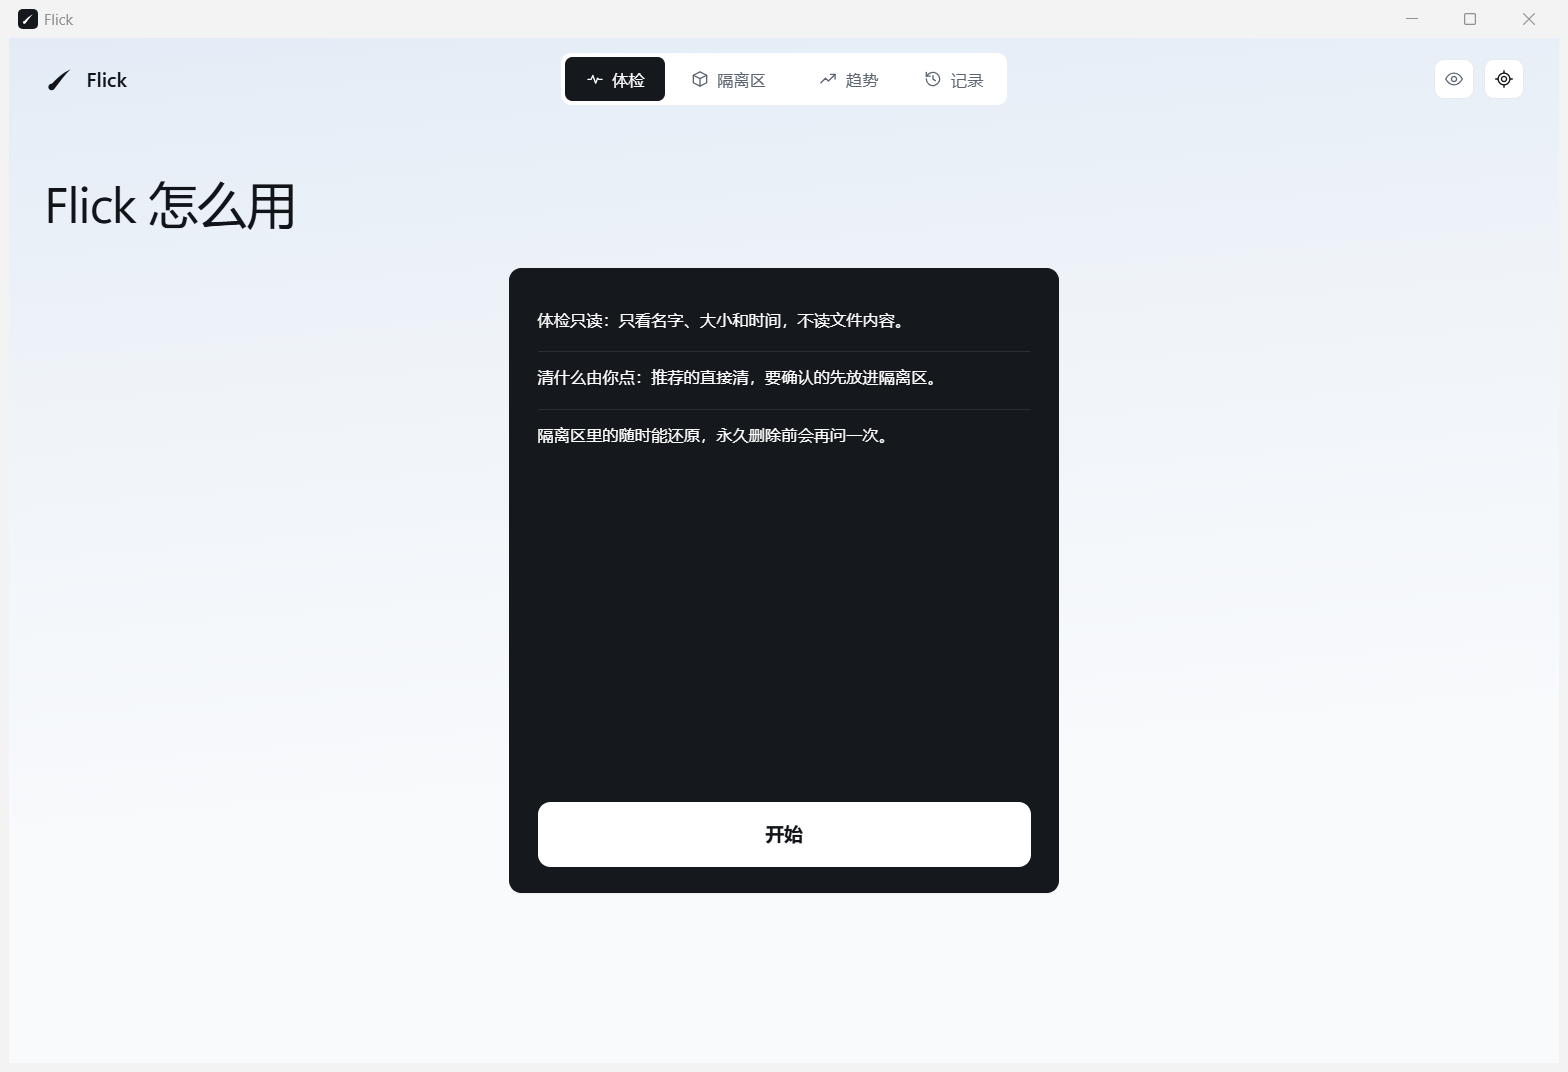 Flick
Flick
体检
隔离区
趋势
记录
Flick 怎么用
体检只读：只看名字、大小和时间，不读文件内容。
清什么由你点：推荐的直接清，要确认的先放进隔离区。
隔离区里的随时能还原，永久删除前会再问一次。
开始